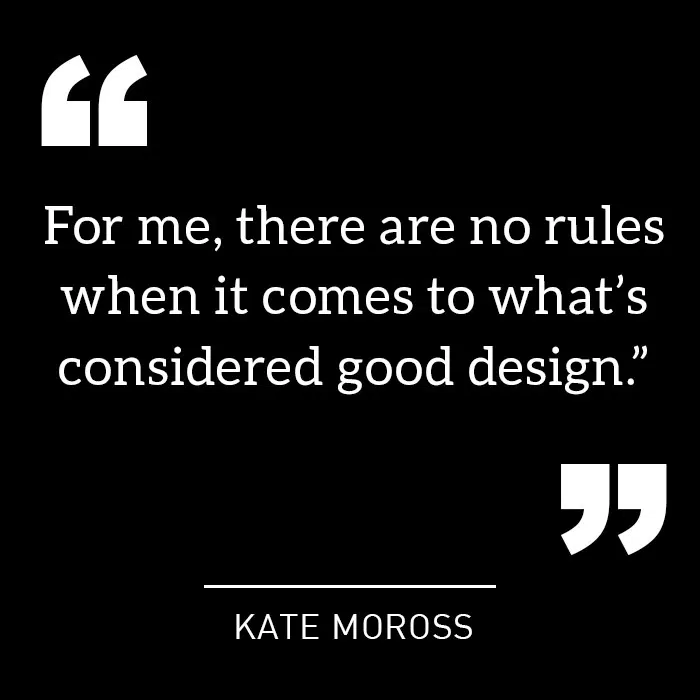 “
For me, there are no rules
when it comes to what’s
considered good design.”
”
KATE MOROSS